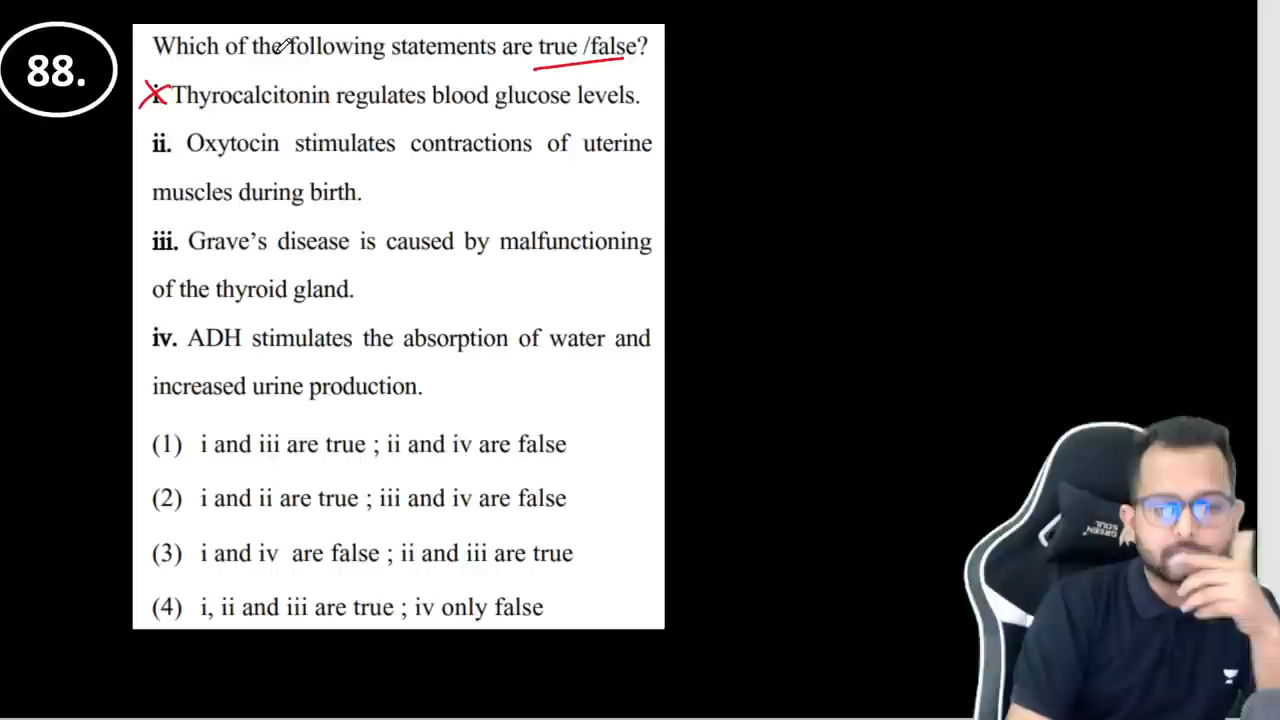 88.
Which of the following statements are true /false?
i. Thyrocalcitonin regulates blood glucose levels.
ii. Oxytocin stimulates contractions of uterine
muscles during birth.
iii. Grave’s disease is caused by malfunctioning
of the thyroid gland.
iv. ADH stimulates the absorption of water and
increased urine production.
(1) i and iii are true ; ii and iv are false
(2) i and ii are true ; iii and iv are false
(3) i and iv are false ; ii and iii are true
(4) i, ii and iii are true ; iv only false
GREEN
SOUL